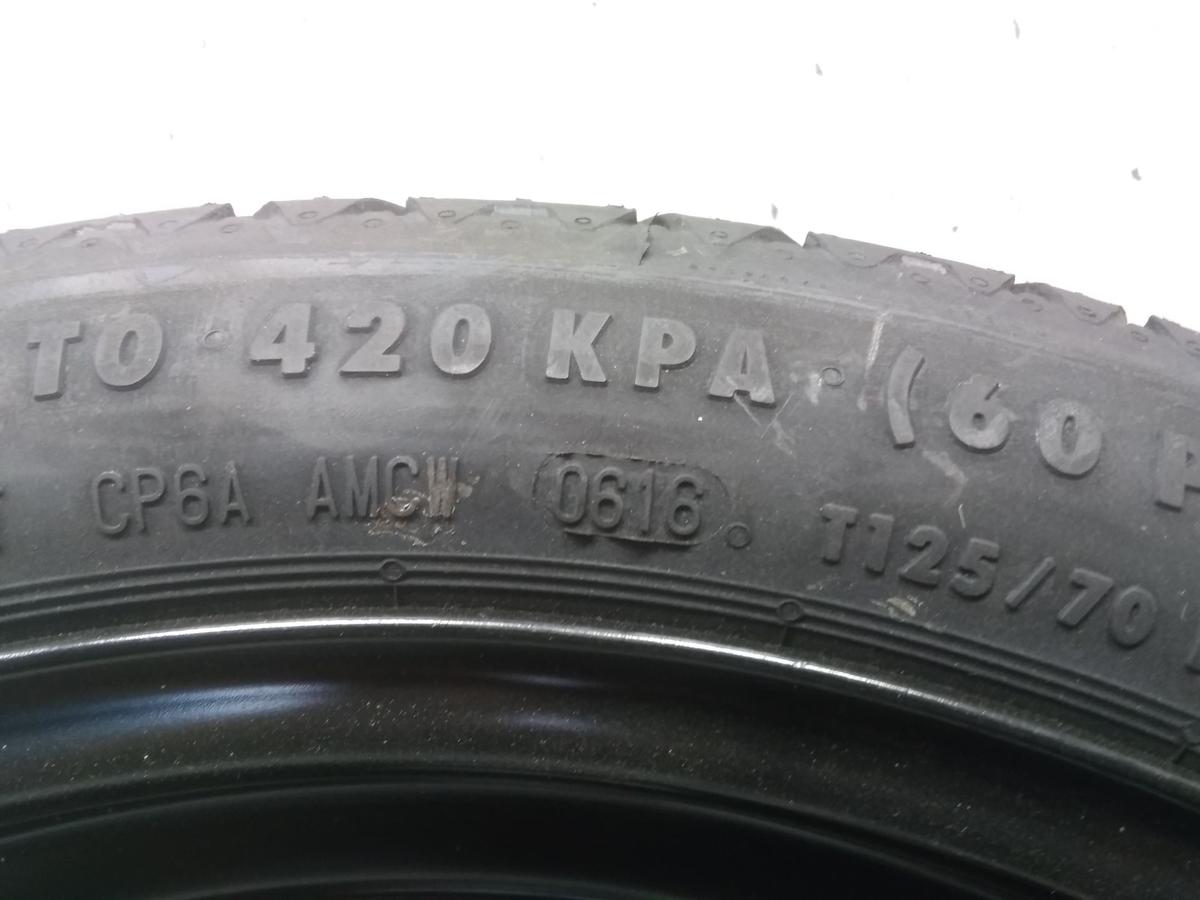 TO 420 KPA (60
CP6A AMCW 0616 T125/70